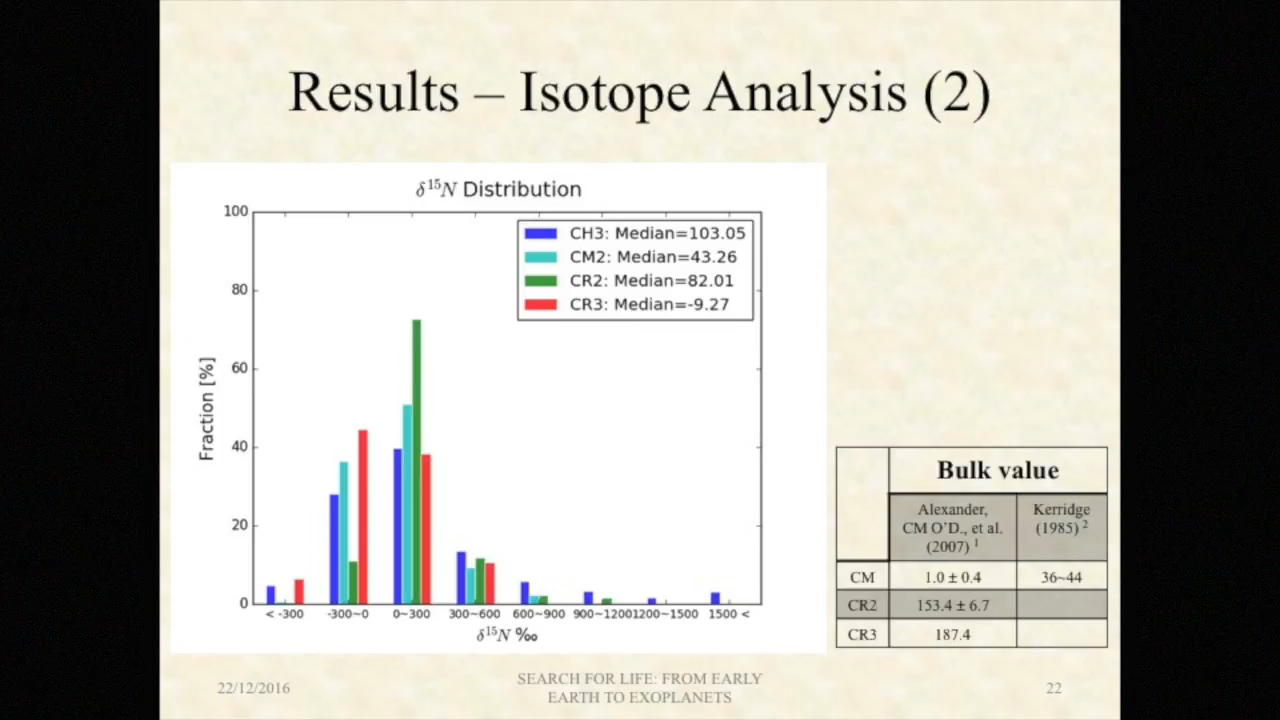 Results – Isotope Analysis (2)
δ¹⁵N Distribution
100
80
60
40
20
0
Fraction [%]
CH3: Median=103.05
CM2: Median=43.26
CR2: Median=82.01
CR3: Median=-9.27
< -300 -300~0 0~300 300~600 600~900 900~1200 1200~1500 1500 <
δ¹⁵N ‰
Bulk value
Alexander,
CM O'D., et al.
(2007) ¹
Kerridge
(1985) ²
CM 1.0 ± 0.4 36~44
CR2 153.4 ± 6.7
CR3 187.4
22/12/2016
SEARCH FOR LIFE: FROM EARLY
EARTH TO EXOPLANETS
22